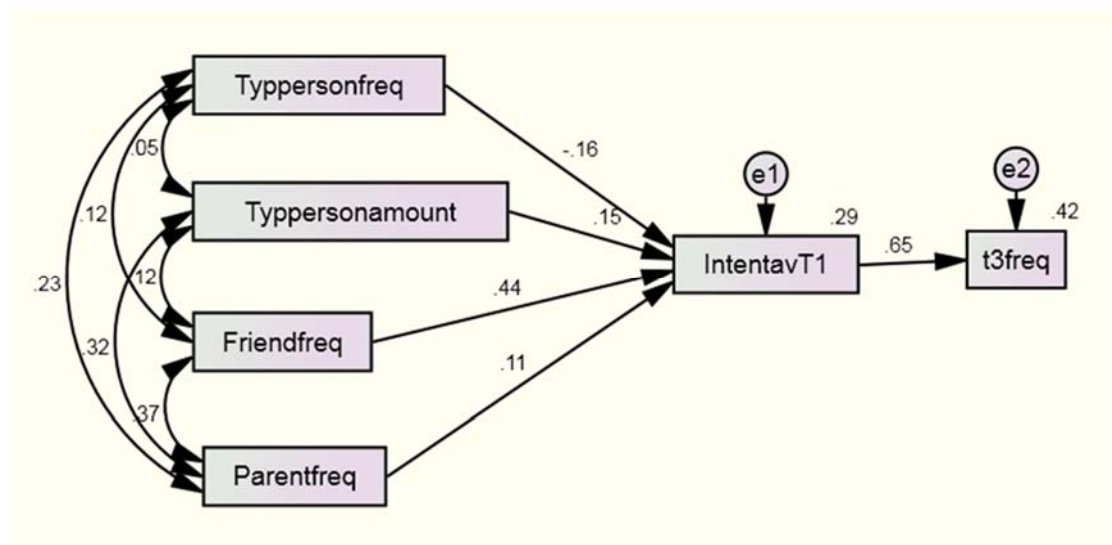 Typpersonfreq
.05
-.16
e1
e2
.12
Typpersonamount
.15
.29
.42
IntentavT1
.65
t3freq
.12
.23
.44
.32
Friendfreq
.11
.37
Parentfreq